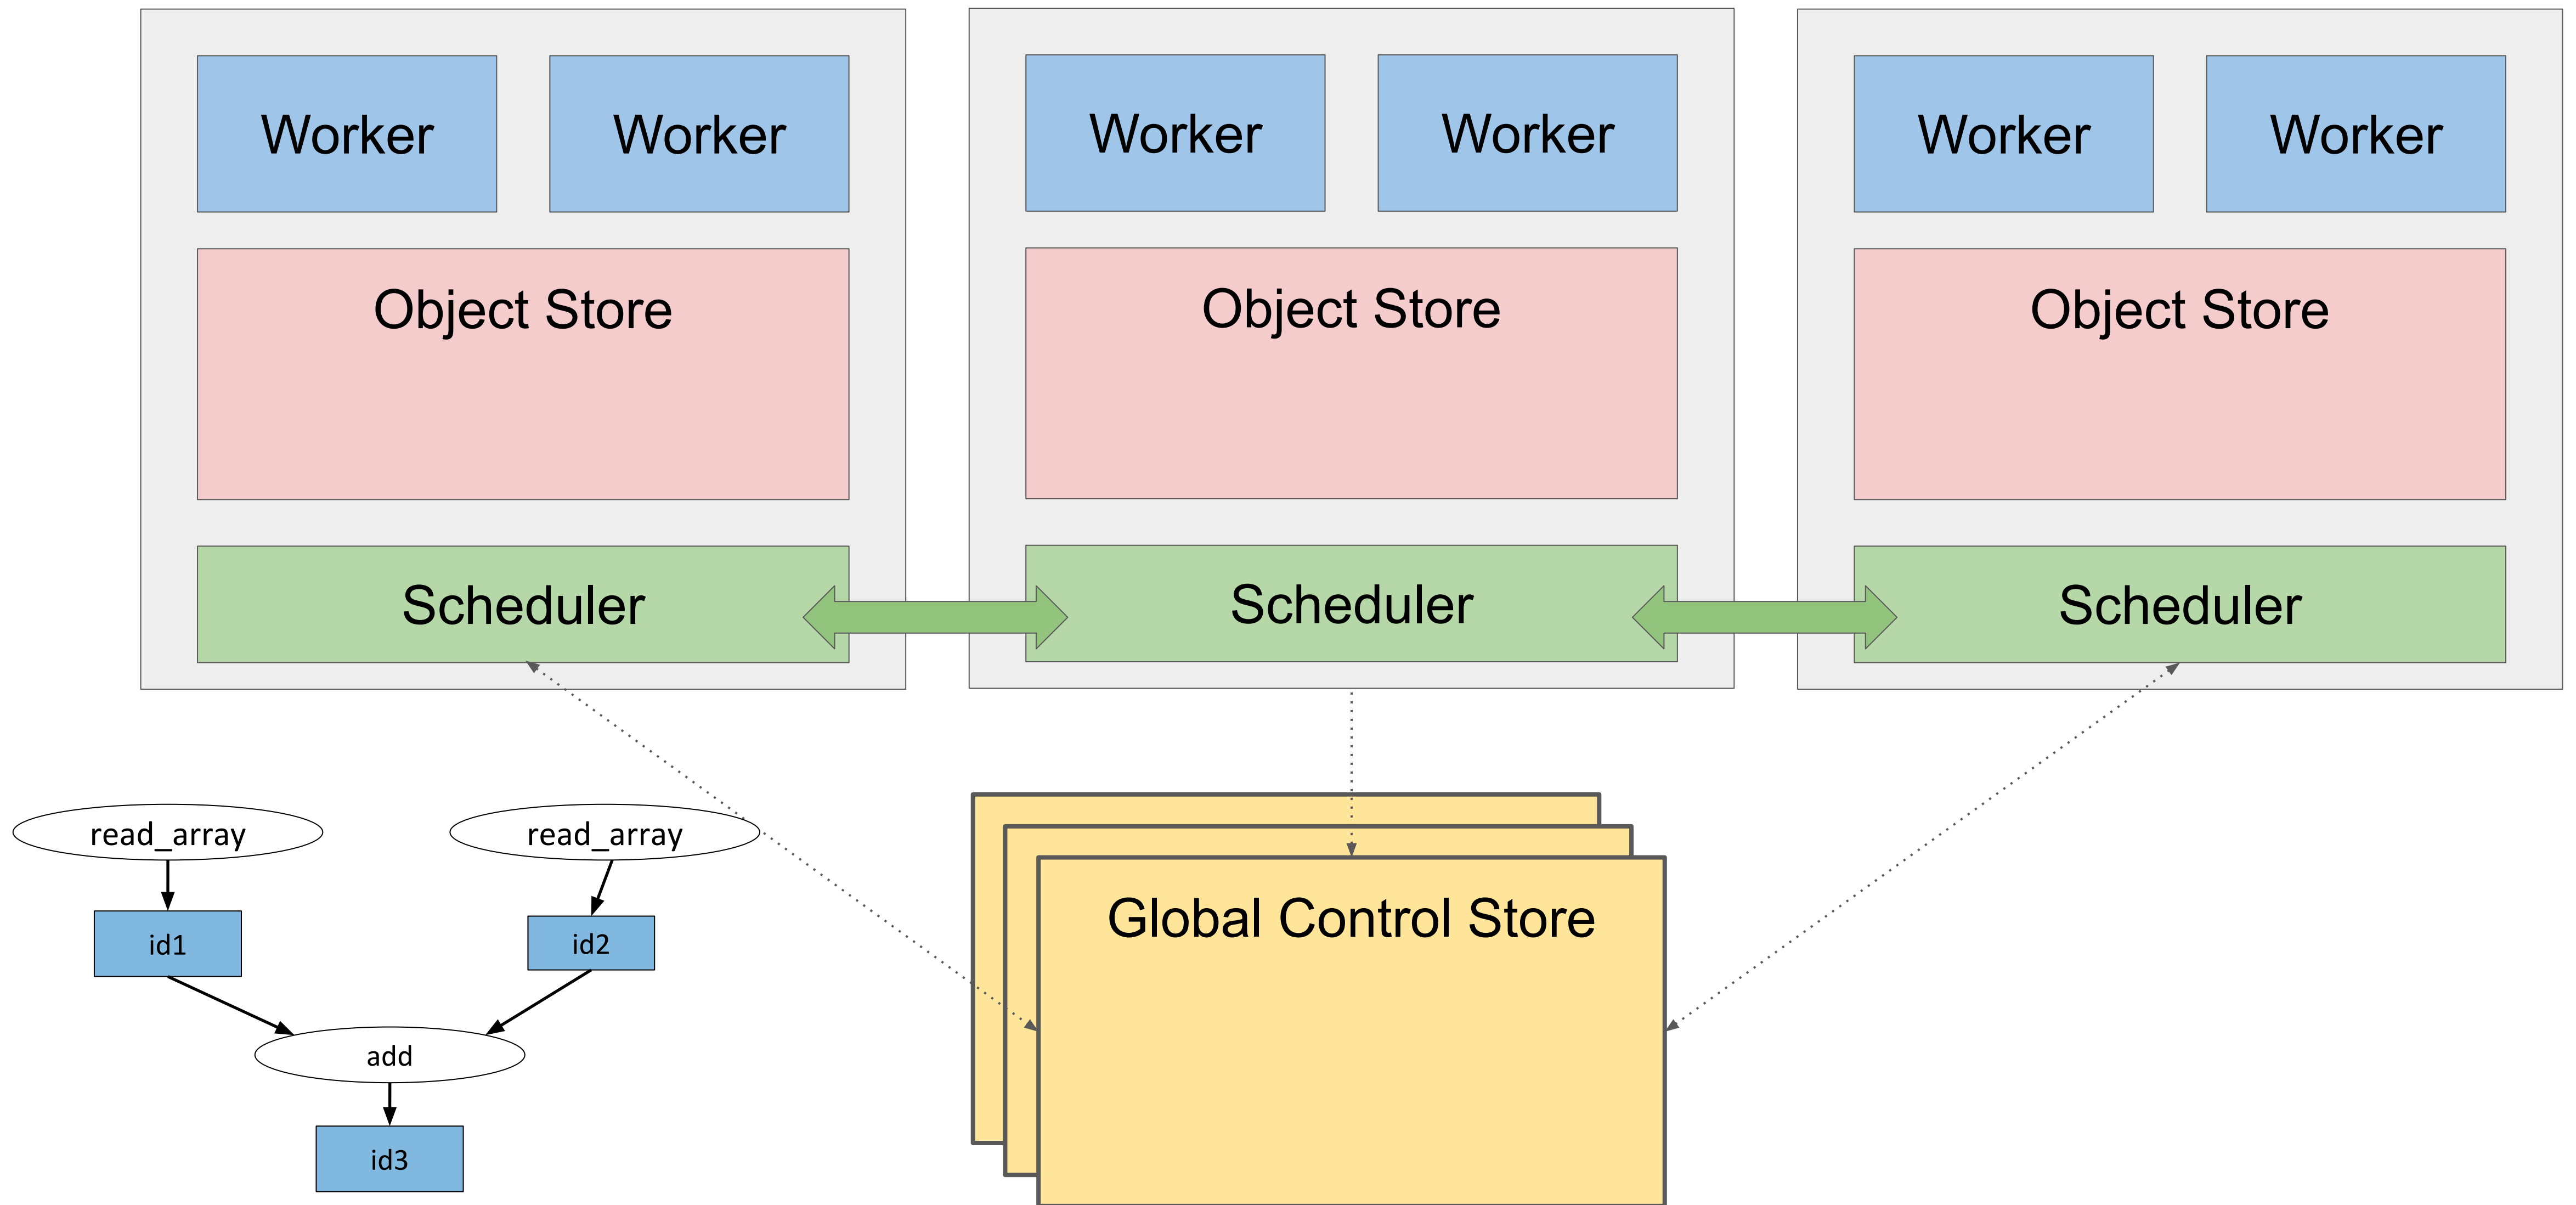 Worker
Worker
Worker
Worker
Worker
Worker
Object Store
Object Store
Object Store
Scheduler
Scheduler
Scheduler
read_array
read_array
Global Control Store
id1
id2
add
id3